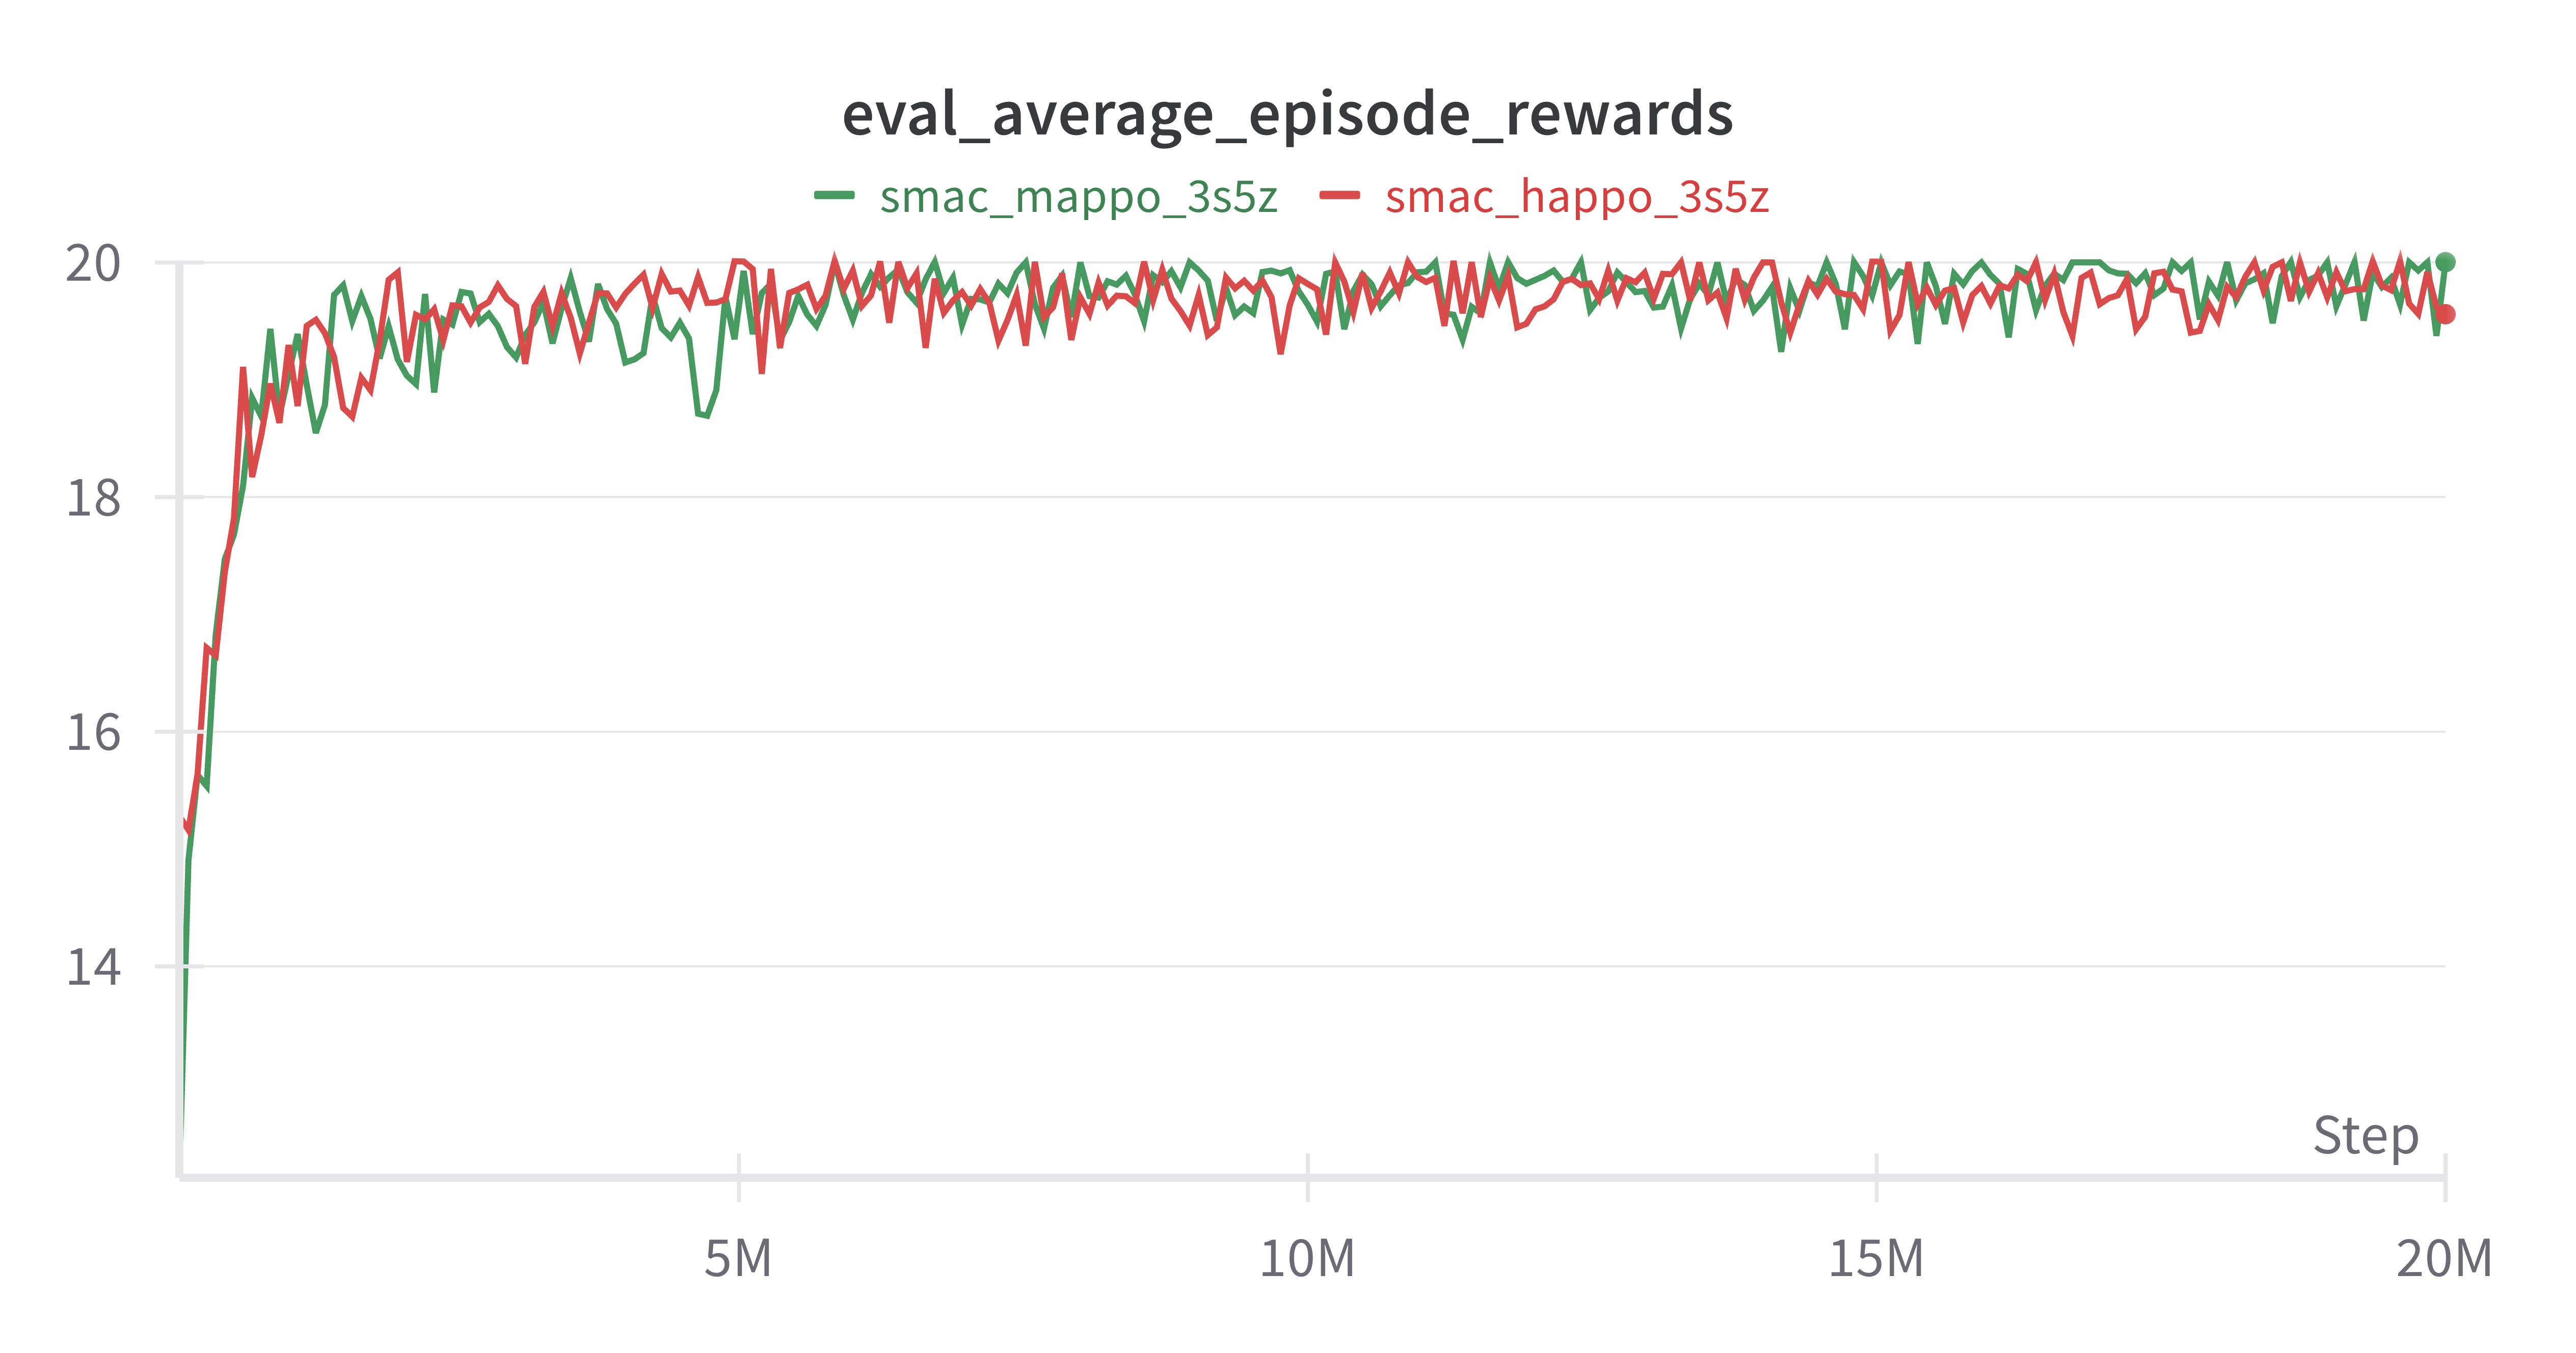 eval_average_episode_rewards
smac_mappo_3s5z smac_happo_3s5z
20
18
16
14
Step
5M 10M 15M 20M